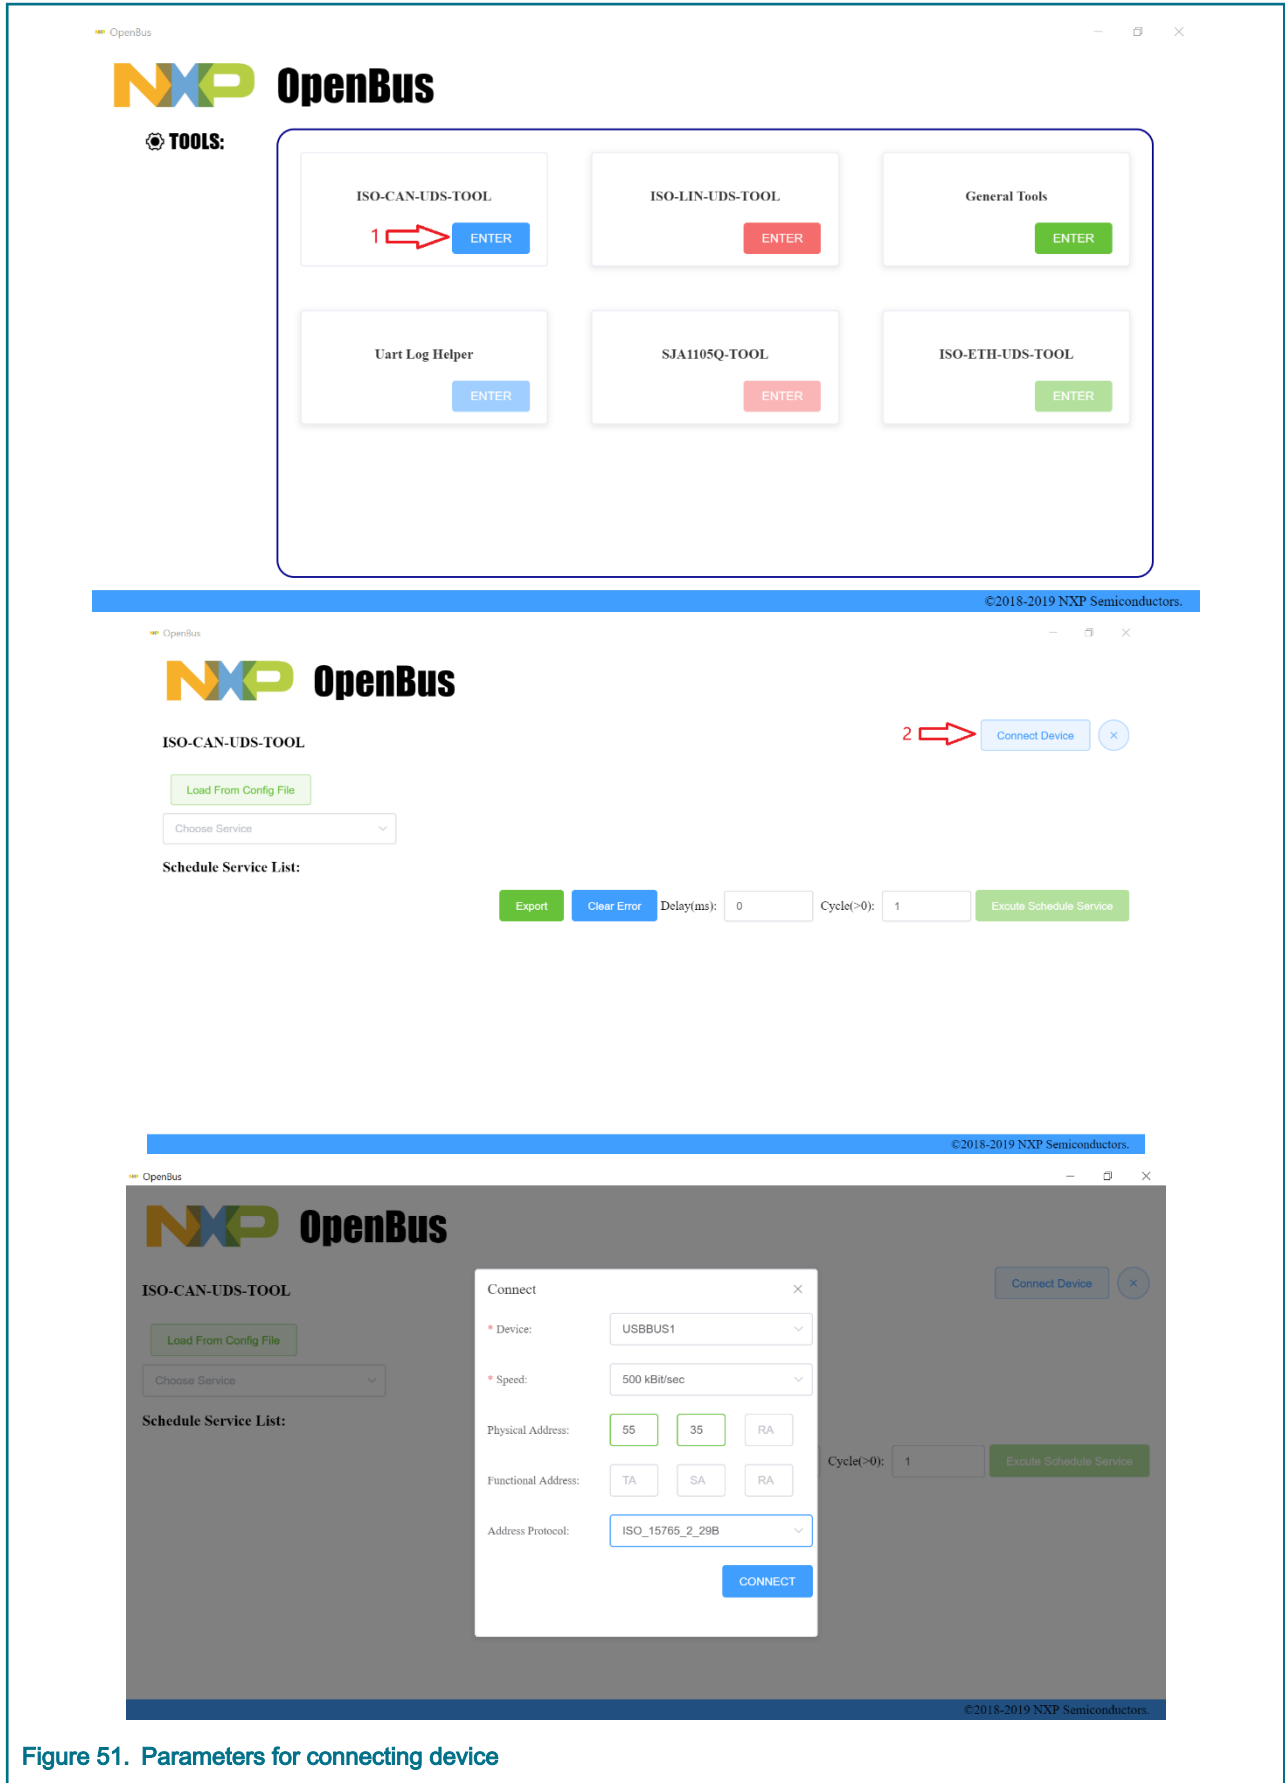 OpenBus
NXP OpenBus
TOOLS:
ISO-CAN-UDS-TOOL
1 ENTER
ISO-LIN-UDS-TOOL
ENTER
General Tools
ENTER
Uart Log Helper
ENTER
SJA1105Q-TOOL
ENTER
ISO-ETH-UDS-TOOL
ENTER
©2018-2019 NXP Semiconductors.
OpenBus
NXP OpenBus
ISO-CAN-UDS-TOOL
2 Connect Device
Load From Config File
Choose Service
Schedule Service List:
Export Clear Error Delay(ms): 0 Cycle(>0): 1 Excute Schedule Service
©2018-2019 NXP Semiconductors.
OpenBus
NXP OpenBus
ISO-CAN-UDS-TOOL
Connect Device
Load From Config File
Choose Service
Schedule Service List:
Connect
* Device: USBBUS1
* Speed: 500 kBit/sec
Physical Address: 55 35 RA
Functional Address: TA SA RA
Address Protocol: ISO_15765_2_29B
CONNECT
Cycle(>0): 1 Excute Schedule Service
©2018-2019 NXP Semiconductors.
Figure 51. Parameters for connecting device